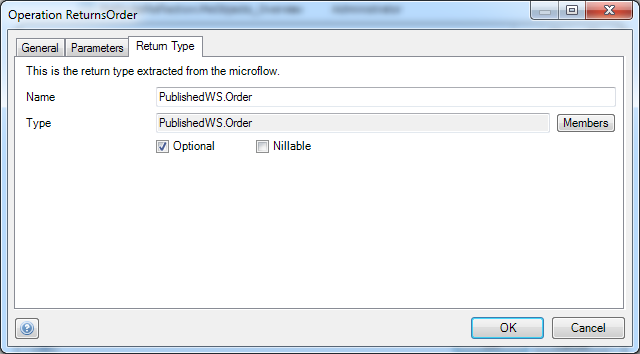 Operation ReturnsOrder
General Parameters Return Type
This is the return type extracted from the microflow.
Name PublishedWS.Order
Type PublishedWS.Order Members
Optional Nillable
OK Cancel